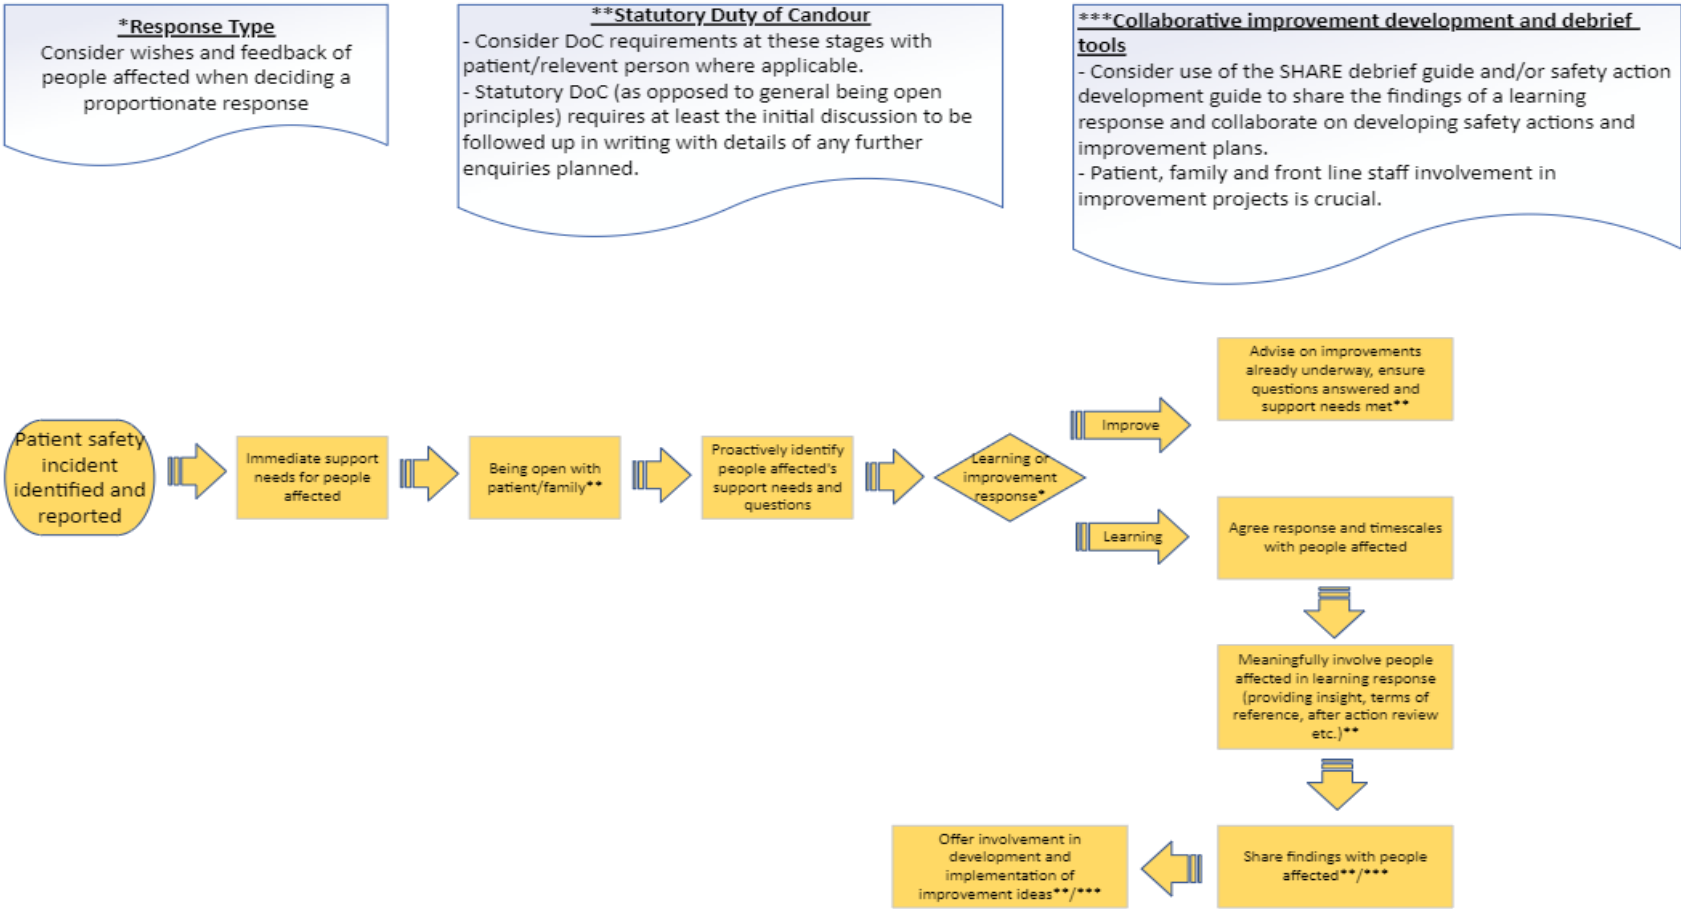 *Response Type
Consider wishes and feedback of
people affected when deciding a
proportionate response
**Statutory Duty of Candour
- Consider DoC requirements at these stages with
patient/relevent person where applicable.
- Statutory DoC (as opposed to general being open
principles) requires at least the initial discussion to be
followed up in writing with details of any further
enquiries planned.
***Collaborative improvement development and debrief
tools
- Consider use of the SHARE debrief guide and/or safety action
development guide to share the findings of a learning
response and collaborate on developing safety actions and
improvement plans.
- Patient, family and front line staff involvement in
improvement projects is crucial.
Patient safety
incident
identified and
reported
Immediate support
needs for people
affected
Being open with
patient/family**
Proactively identify
people affected's
support needs and
questions
Learning or
improvement
response*
Improve
Advise on improvements
already underway, ensure
questions answered and
support needs met**
Learning
Agree response and timescales
with people affected
Meaningfully involve people
affected in learning response
(providing insight, terms of
reference, after action review
etc.)**
Share findings with people
affected**/***
Offer involvement in
development and
implementation of
improvement ideas**/***